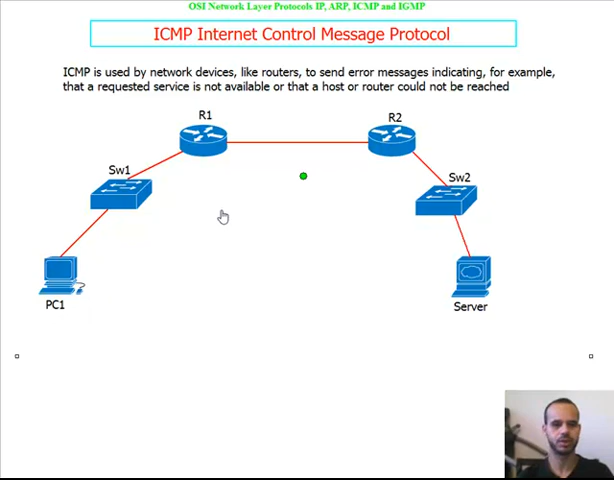 OSI Network Layer Protocols IP, ARP, ICMP and IGMP
ICMP Internet Control Message Protocol
ICMP is used by network devices, like routers, to send error messages indicating, for example,
that a requested service is not available or that a host or router could not be reached
R1
R2
Sw1
Sw2
PC1
Server